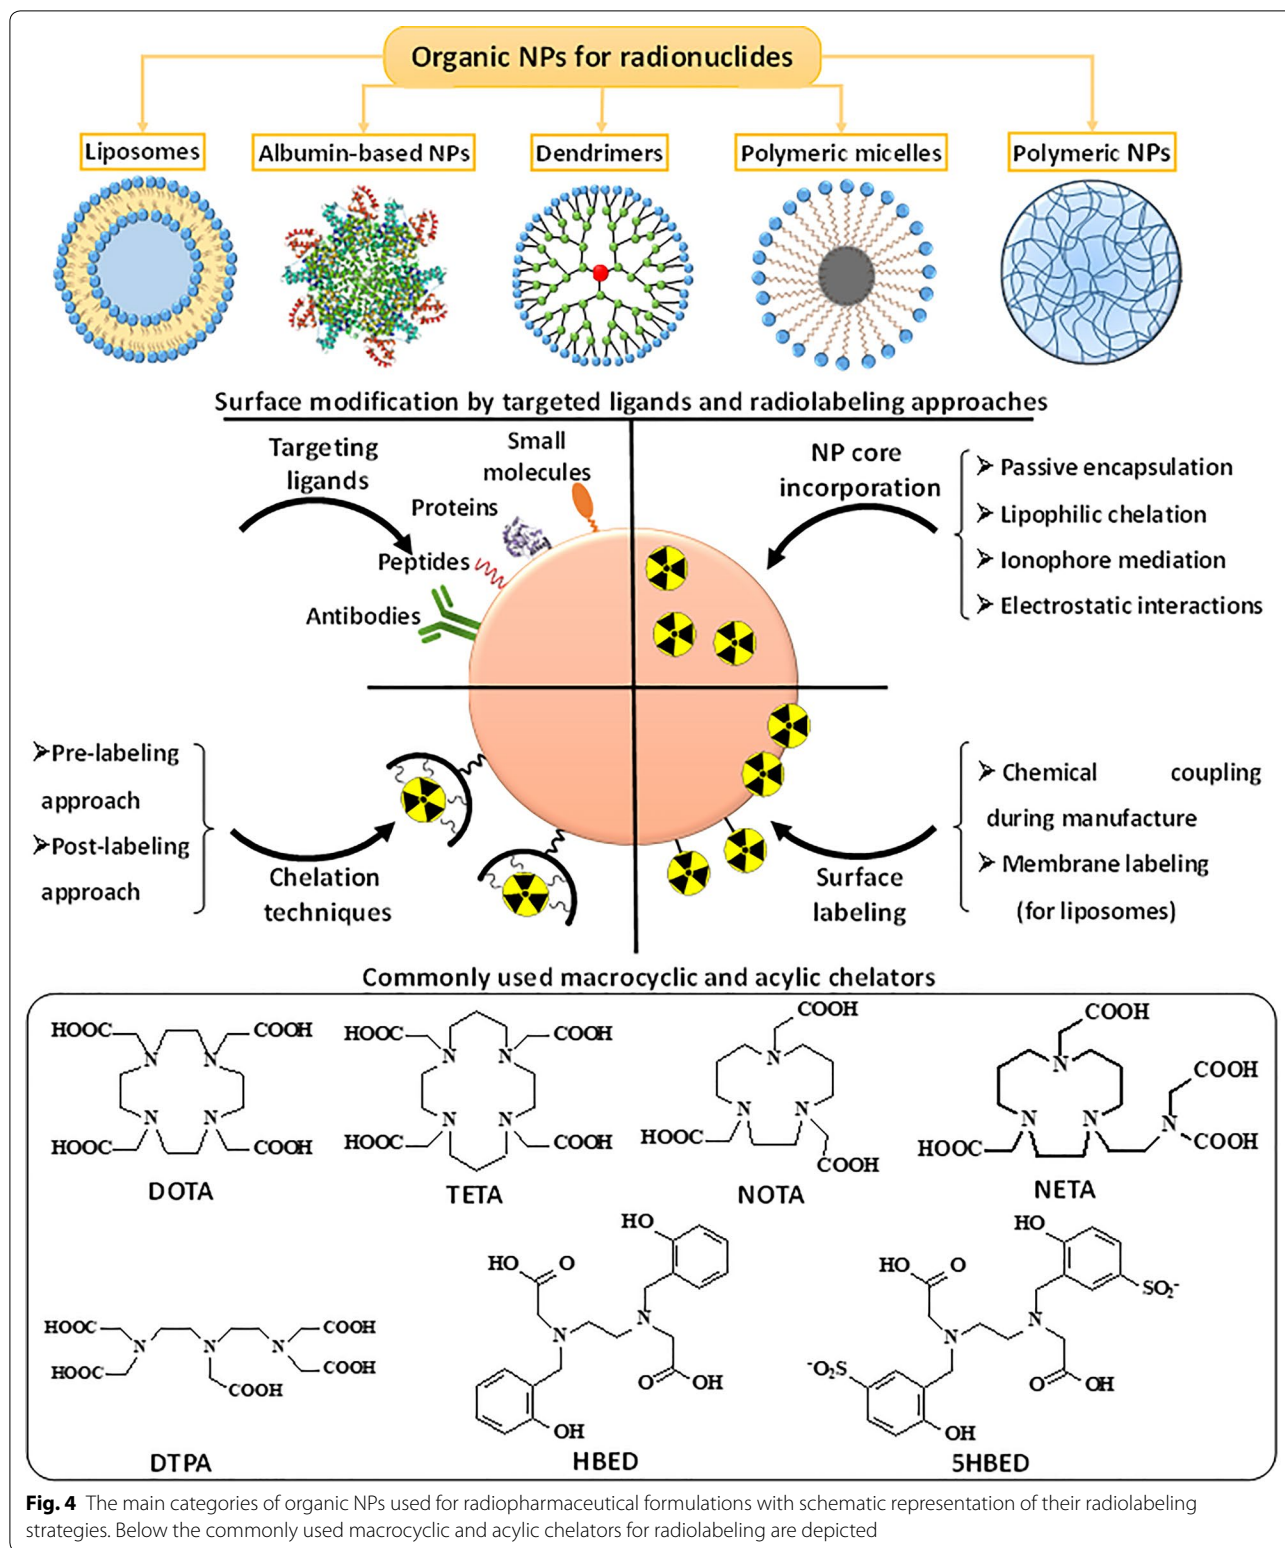 Organic NPs for radionuclides
Liposomes
Albumin-based NPs
Dendrimers
Polymeric micelles
Polymeric NPs
Surface modification by targeted ligands and radiolabeling approaches
Targeting
ligands
Small
molecules
Proteins
Peptides
Antibodies
NP core
incorporation
➢ Passive encapsulation
➢ Lipophilic chelation
➢ Ionophore mediation
➢ Electrostatic interactions
➢Pre-labeling
approach
➢Post-labeling
approach
Chelation
techniques
Surface
labeling
➢ Chemical coupling
during manufacture
➢ Membrane labeling
(for liposomes)
Commonly used macrocyclic and acylic chelators
HOOC COOH
N N
N N
HOOC COOH
DOTA
HOOC COOH
N N
N N
HOOC COOH
TETA
COOH
N
N N
HOOC
COOH
NOTA
COOH
N
COOH
N N N
HOOC COOH
NETA
HOOC COOH
N N N
HOOC COOH
COOH
DTPA
HO
HO O
N
N
O OH
OH
HBED
HO
HO O
SO₂⁻
N
N
⁻O₂S
O OH
OH
5HBED
Fig. 4 The main categories of organic NPs used for radiopharmaceutical formulations with schematic representation of their radiolabeling
strategies. Below the commonly used macrocyclic and acylic chelators for radiolabeling are depicted